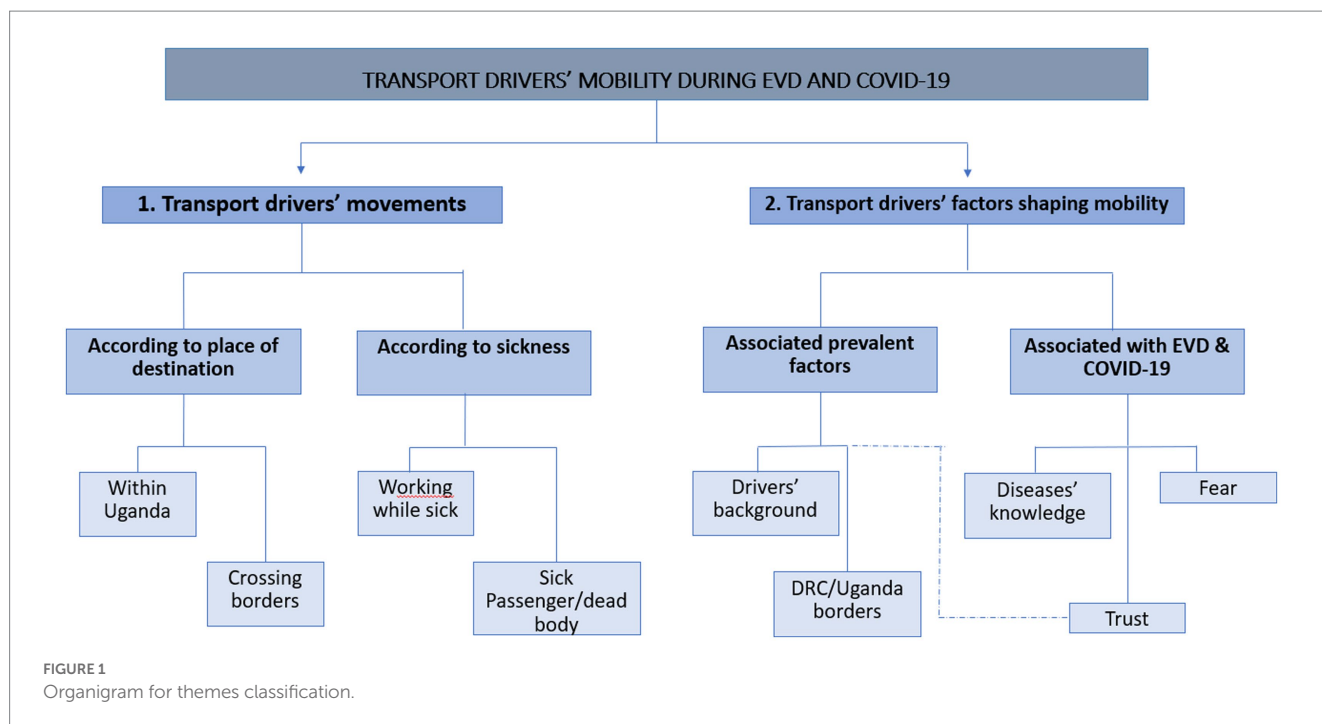 TRANSPORT DRIVERS’ MOBILITY DURING EVD AND COVID-19
1. Transport drivers’ movements
2. Transport drivers’ factors shaping mobility
According to place of
destination
According to sickness
Associated prevalent
factors
Associated with EVD &
COVID-19
Within
Uganda
Crossing
borders
Working
while sick
Sick
Passenger/dead
body
Drivers’
background
DRC/Uganda
borders
Diseases’
knowledge
Fear
Trust
FIGURE 1
Organigram for themes classification.